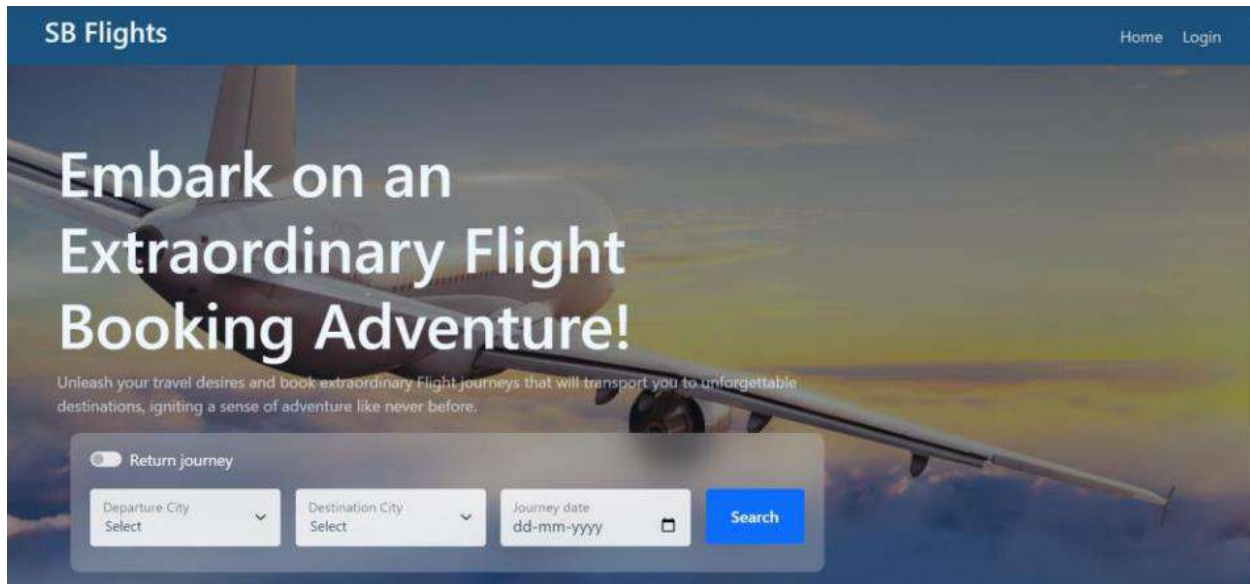 SB Flights
Home Login
Embark on an
Extraordinary Flight
Booking Adventure!
Unleash your travel desires and book extraordinary Flight journeys that will transport you to unforgettable
destinations, igniting a sense of adventure like never before.
Return journey
Departure City
Select
Destination City
Select
Journey date
dd-mm-yyyy
Search